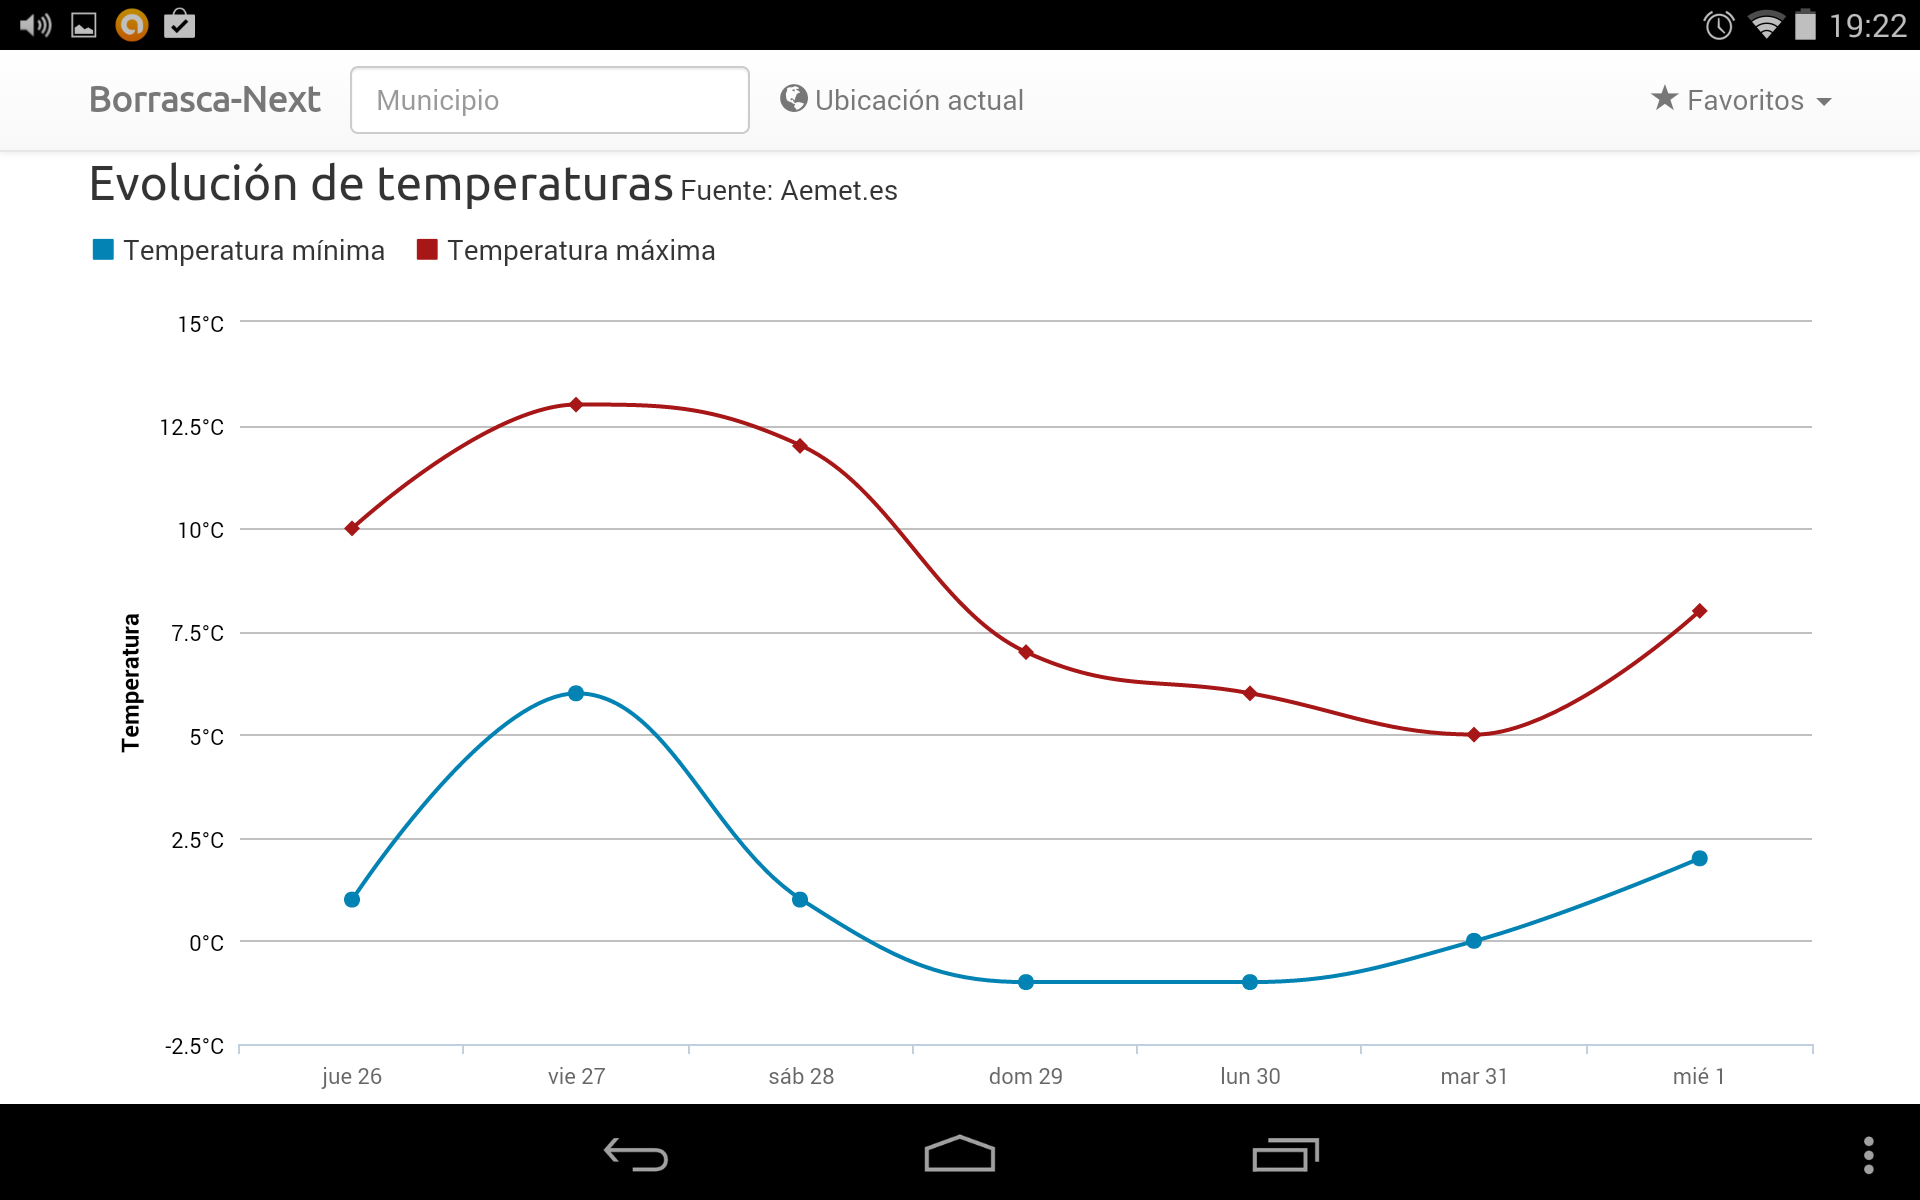 19:22
Borrasca-Next Municipio Ubicación actual Favoritos
Evolución de temperaturas Fuente: Aemet.es
Temperatura mínima Temperatura máxima
15°C
12.5°C
10°C
7.5°C
5°C
2.5°C
0°C
-2.5°C
Temperatura
jue 26 vie 27 sáb 28 dom 29 lun 30 mar 31 mié 1